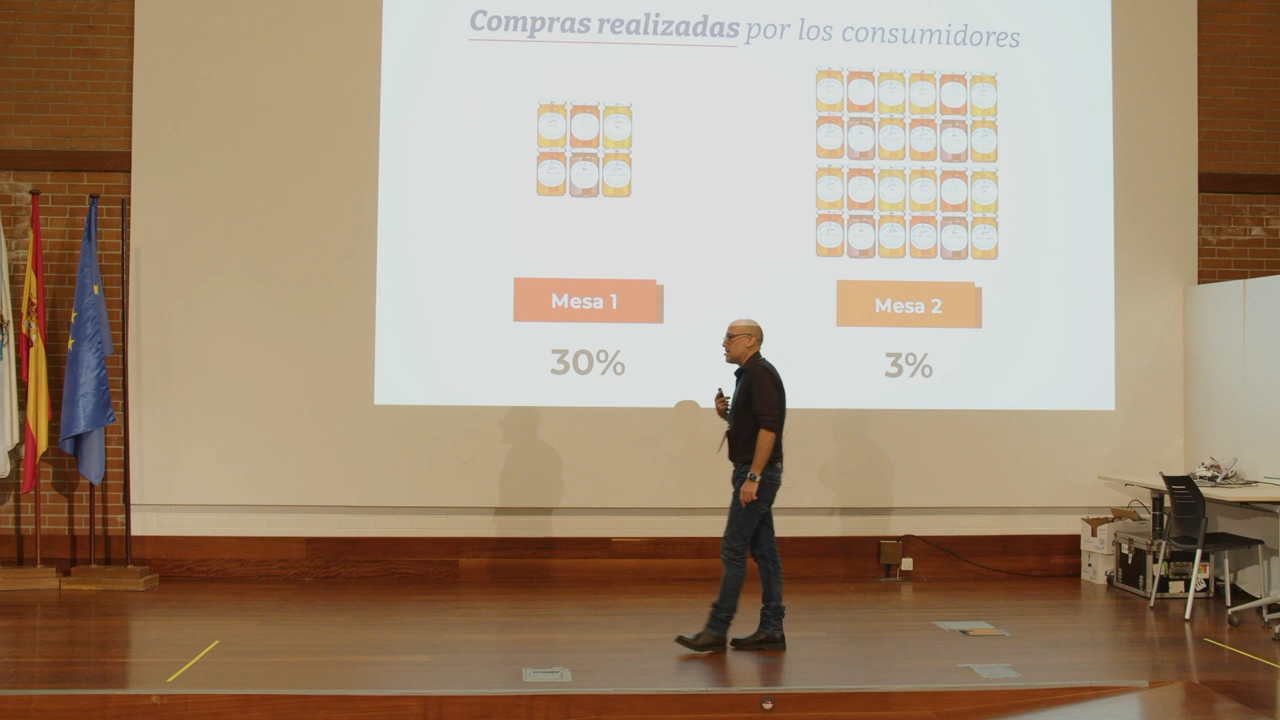 Compras realizadas por los consumidores
Mesa 1
Mesa 2
30%
3%